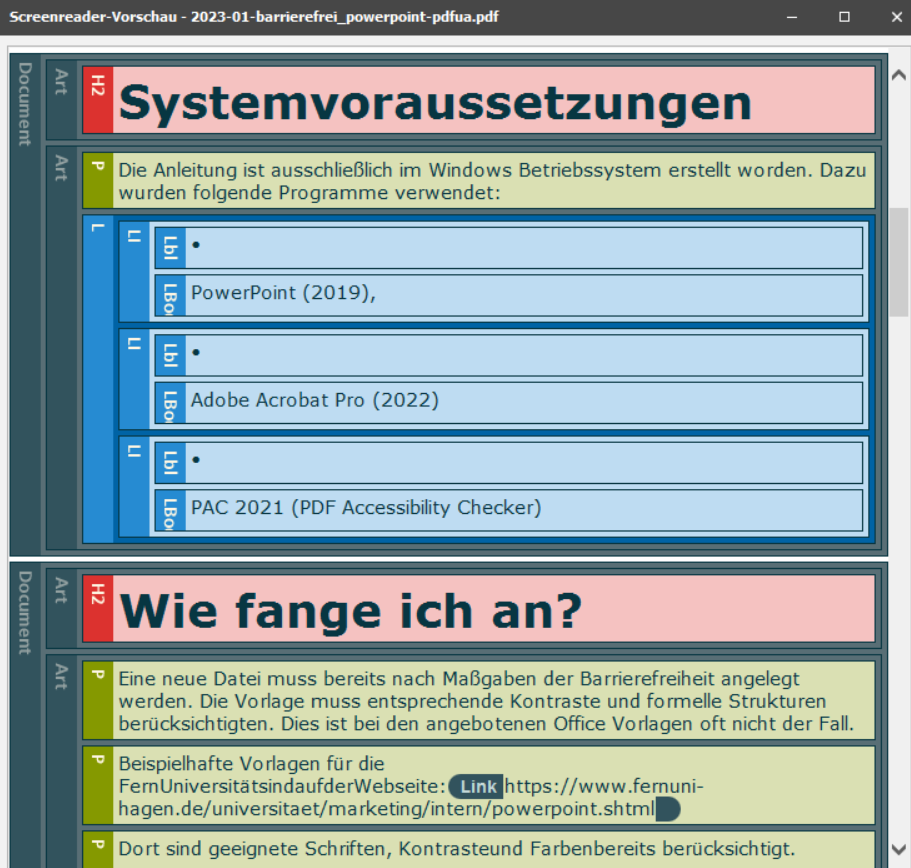 Screenreader-Vorschau - 2023-01-barrierefrei_powerpoint-pdfua.pdf
Document
Art
H2
Systemvoraussetzungen
Art
P
Die Anleitung ist ausschließlich im Windows Betriebssystem erstellt worden. Dazu
wurden folgende Programme verwendet:
L
LI
Lbl
•
LBo
PowerPoint (2019),
LI
Lbl
•
LBo
Adobe Acrobat Pro (2022)
LI
Lbl
•
LBo
PAC 2021 (PDF Accessibility Checker)
Document
Art
H2
Wie fange ich an?
Art
P
Eine neue Datei muss bereits nach Maßgaben der Barrierefreiheit angelegt
werden. Die Vorlage muss entsprechende Kontraste und formelle Strukturen
berücksichtigten. Dies ist bei den angebotenen Office Vorlagen oft nicht der Fall.
P
Beispielhafte Vorlagen für die
FernUniversitätsindaufderWebseite: Link https://www.fernuni-
hagen.de/universitaet/marketing/intern/powerpoint.shtml
P
Dort sind geeignete Schriften, Kontrasteund Farbenbereits berücksichtigt.